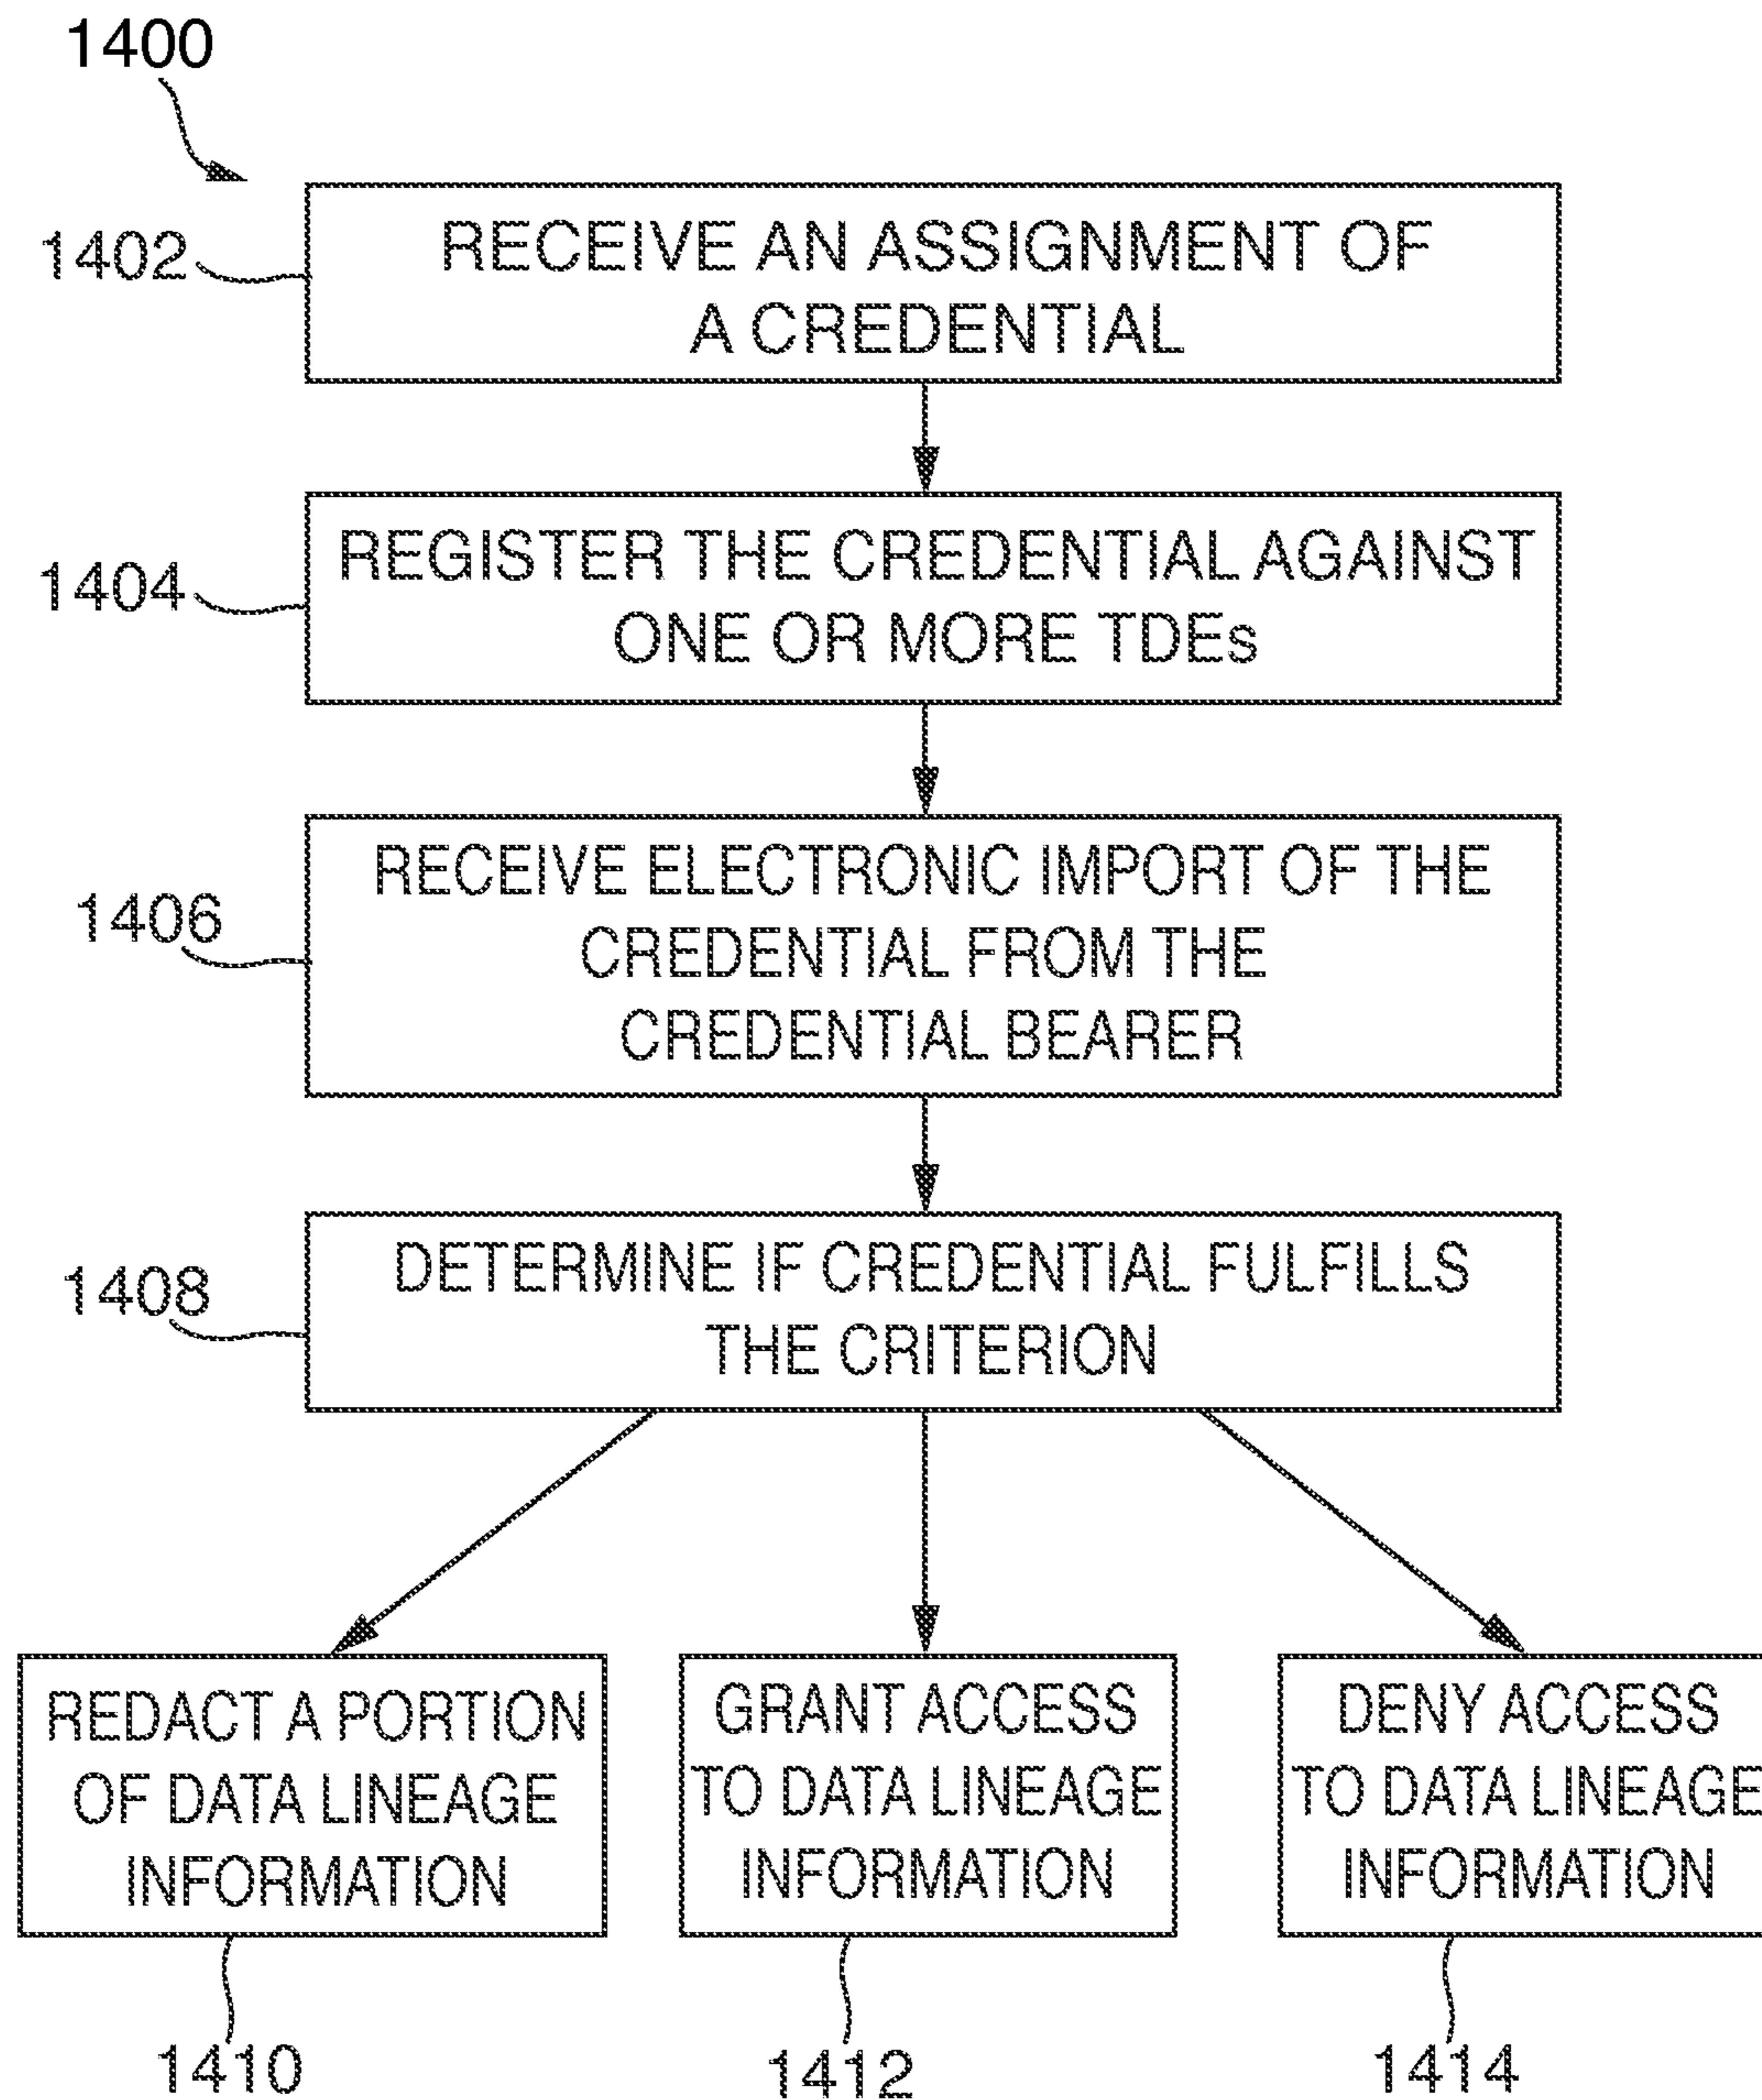 1400
1402
RECEIVE AN ASSIGNMENT OF
A CREDENTIAL
1404
REGISTER THE CREDENTIAL AGAINST
ONE OR MORE TDEs
1406
RECEIVE ELECTRONIC IMPORT OF THE
CREDENTIAL FROM THE
CREDENTIAL BEARER
1408
DETERMINE IF CREDENTIAL FULFILLS
THE CRITERION
REDACT A PORTION
OF DATA LINEAGE
INFORMATION
1410
GRANT ACCESS
TO DATA LINEAGE
INFORMATION
1412
DENY ACCESS
TO DATA LINEAGE
INFORMATION
1414